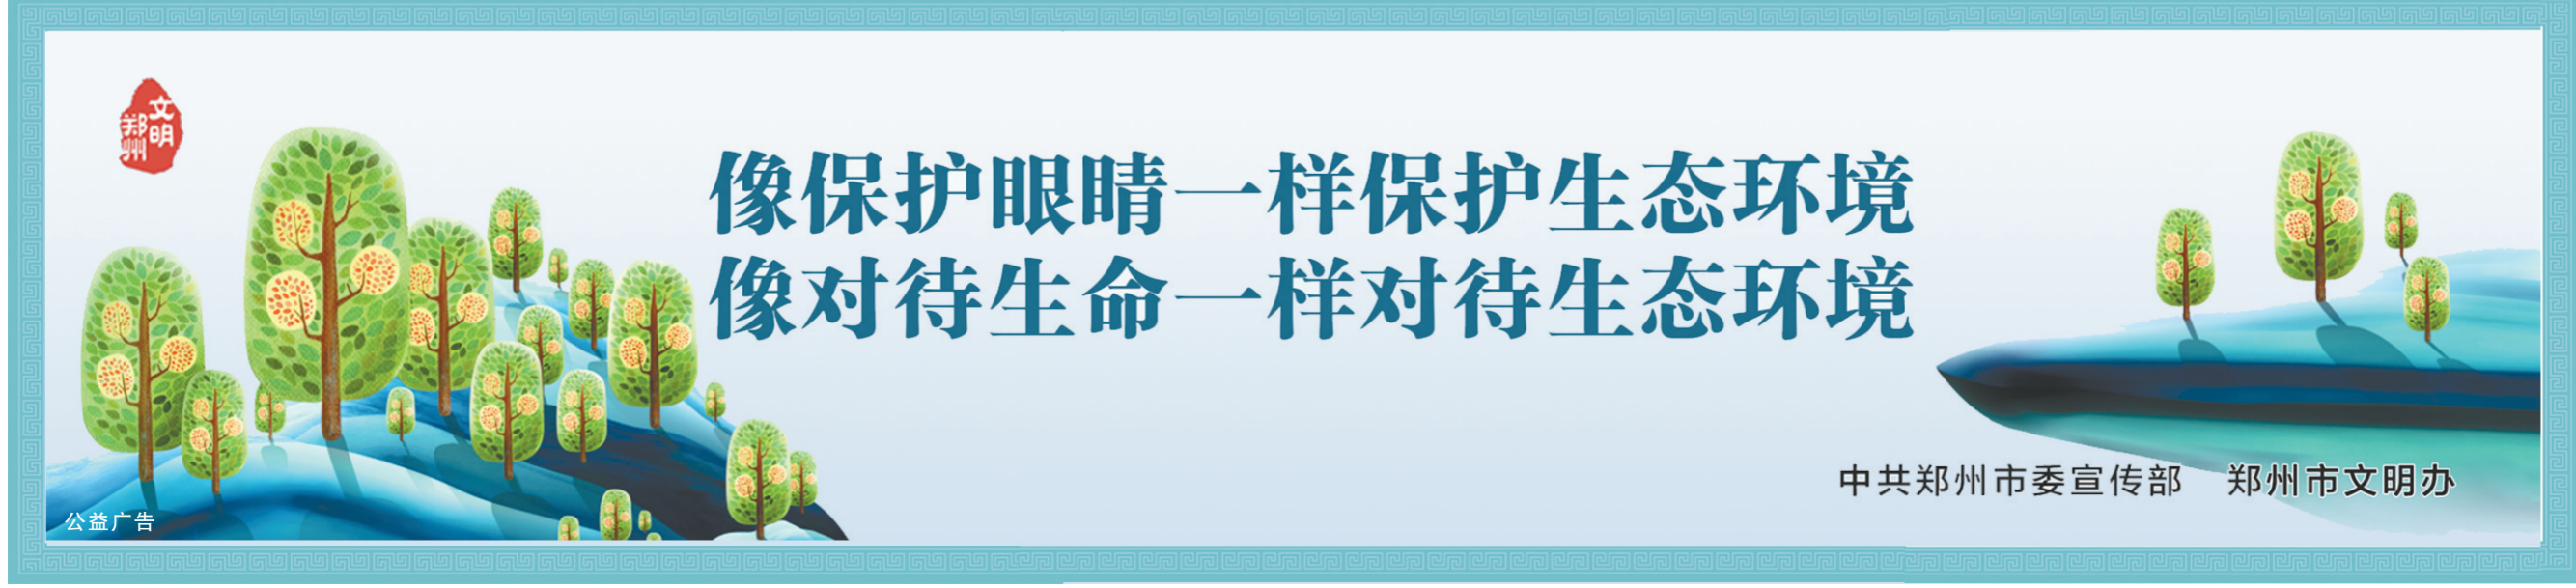 文明
郑州
像保护眼睛一样保护生态环境
像对待生命一样对待生态环境
中共郑州市委宣传部 郑州市文明办
公益广告